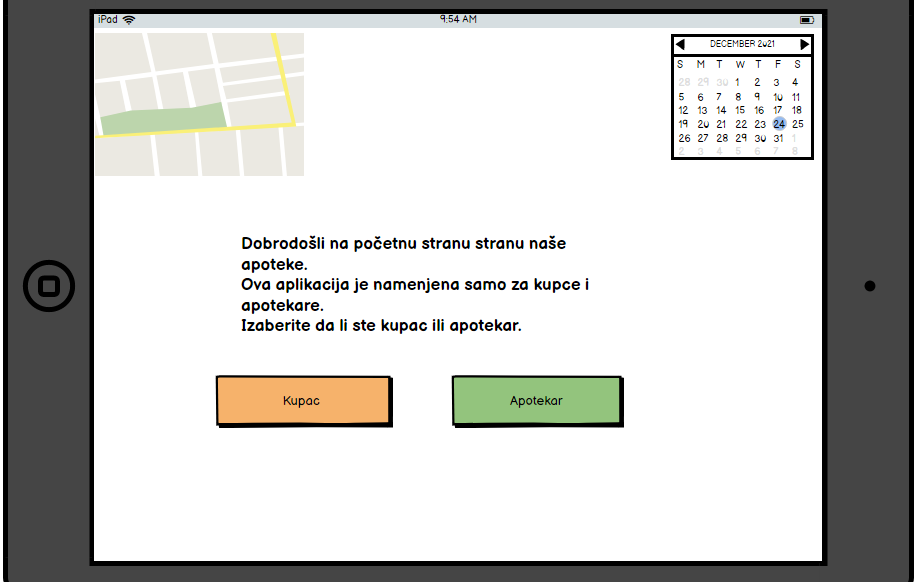 iPad
9:54 AM
DECEMBER 2021
S M T W T F S
28 29 30 1 2 3 4
5 6 7 8 9 10 11
12 13 14 15 16 17 18
19 20 21 22 23 24 25
26 27 28 29 30 31 1
2 3 4 5 6 7 8
Dobrodošli na početnu stranu stranu naše
apoteke.
Ova aplikacija je namenjena samo za kupce i
apotekare.
Izaberite da li ste kupac ili apotekar.
Kupac
Apotekar